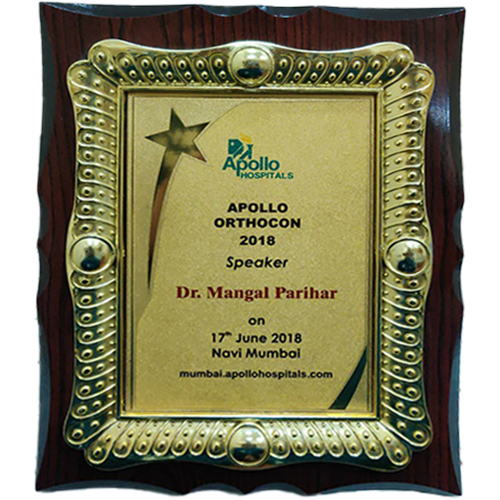 Apollo
HOSPITALS
APOLLO
ORTHOCON
2018
Speaker
Dr. Mangal Parihar
on
17th June 2018
Navi Mumbai
mumbai.apollohospitals.com